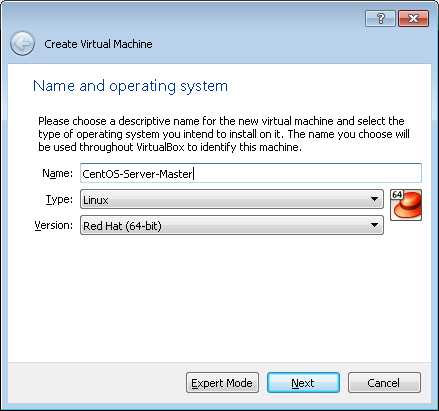 ?
Create Virtual Machine
Name and operating system
Please choose a descriptive name for the new virtual machine and select the
type of operating system you intend to install on it. The name you choose will
be used throughout VirtualBox to identify this machine.
Name: CentOS-Server-Master
Type: Linux 64
Version: Red Hat (64-bit)
Expert Mode Next Cancel